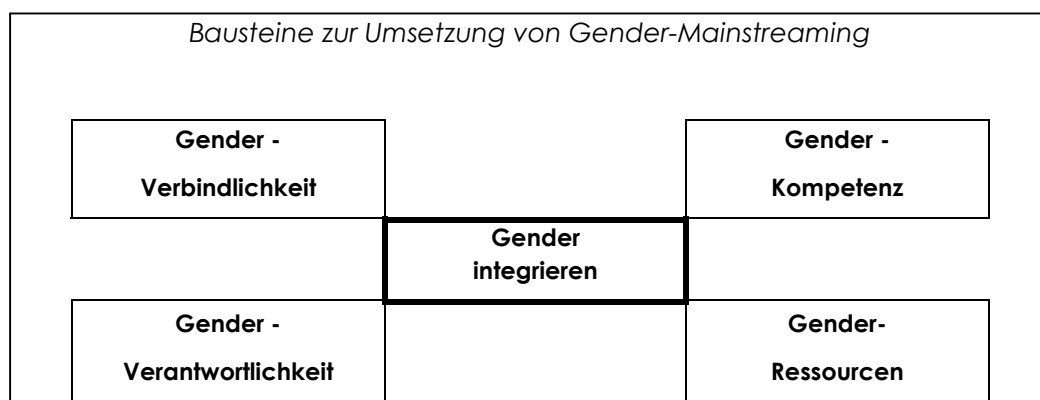 Bausteine zur Umsetzung von Gender-Mainstreaming
Gender -
Verbindlichkeit
Gender -
Kompetenz
Gender
integrieren
Gender -
Verantwortlichkeit
Gender-
Ressourcen